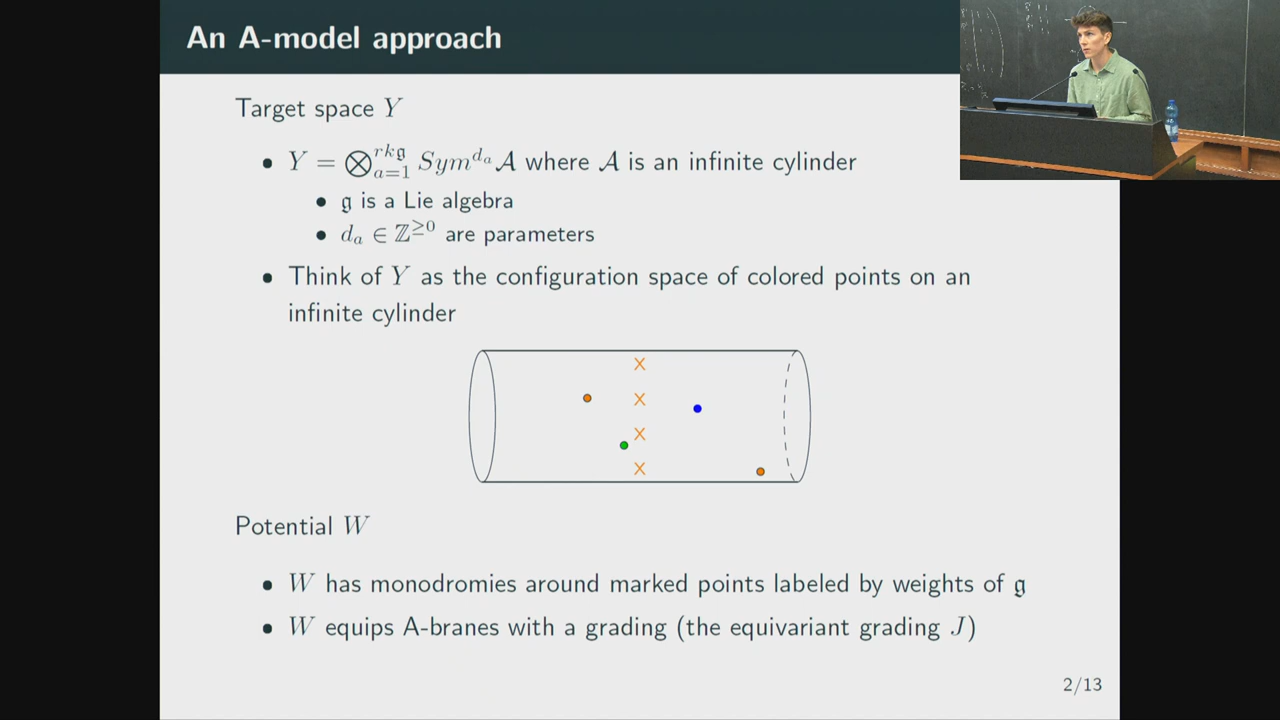 An A-model approach
Target space Y
• Y = ⨂_{a=1}^{rk𝔤} Sym^{d_a} 𝒜 where 𝒜 is an infinite cylinder
• 𝔤 is a Lie algebra
• d_a ∈ ℤ^{≥0} are parameters
• Think of Y as the configuration space of colored points on an
infinite cylinder
X
X
X
X
Potential W
• W has monodromies around marked points labeled by weights of 𝔤
• W equips A-branes with a grading (the equivariant grading J)
2/13